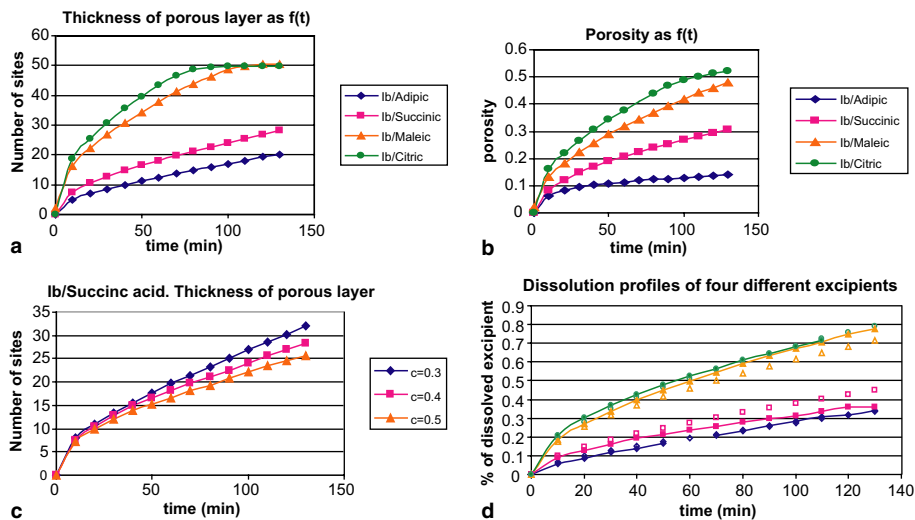 Thickness of porous layer as f(t)
Number of sites
60
50
40
30
20
10
0
0 50 100 150
time (min)
Ib/Adipic
Ib/Succinic
Ib/Maleic
Ib/Citric
a
Porosity as f(t)
porosity
0.6
0.5
0.4
0.3
0.2
0.1
0
0 50 100 150
time (min)
Ib/Adipic
Ib/Succinic
Ib/Maleic
Ib/Citric
b
Ib/Succinc acid. Thickness of porous layer
Number of sites
35
30
25
20
15
10
5
0
0 50 100 150
time (min)
c=0.3
c=0.4
c=0.5
c
Dissolution profiles of four different excipients
% of dissolved excipient
0.9
0.8
0.7
0.6
0.5
0.4
0.3
0.2
0.1
0
0 20 40 60 80 100 120 140
time (min)
d